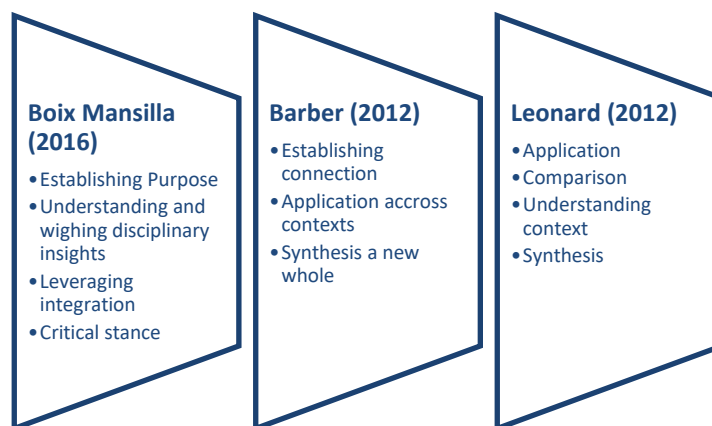 Boix Mansilla
(2016)
•Establishing Purpose
•Understanding and
wighing disciplinary
insights
•Leveraging
integration
•Critical stance
Barber (2012)
•Establishing
connection
•Application accross
contexts
•Synthesis a new
whole
Leonard (2012)
•Application
•Comparison
•Understanding
context
•Synthesis